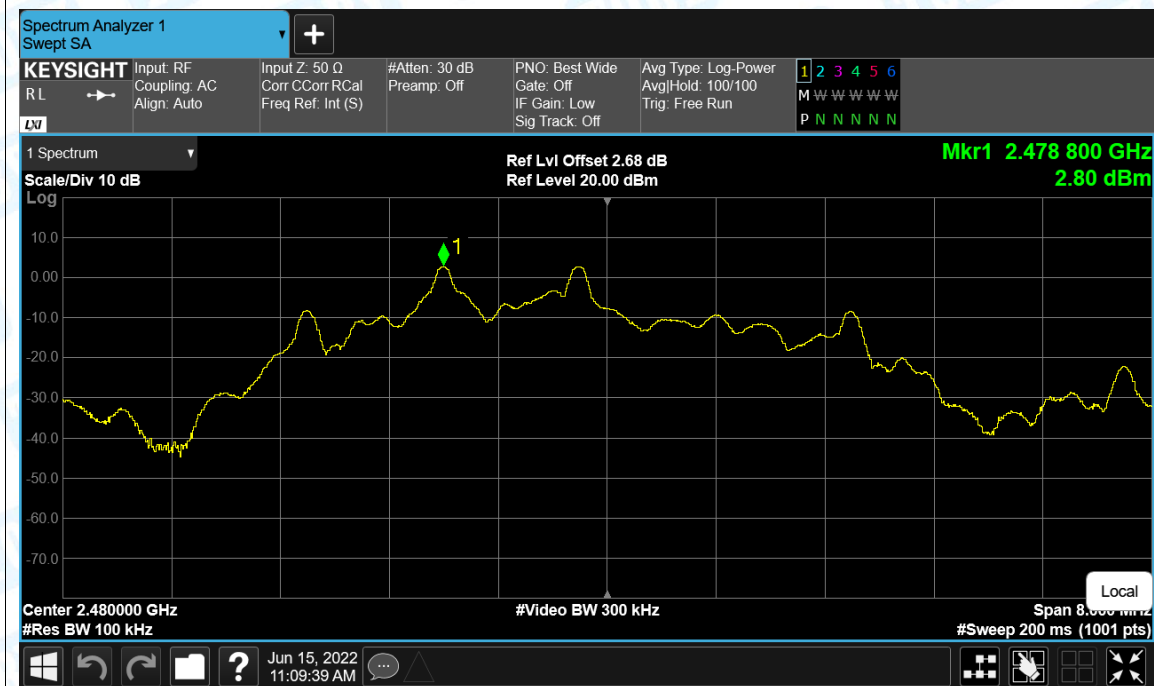 Spectrum Analyzer 1
Swept SA
+
KEYSIGHT Input: RF
R L Coupling: AC
Align: Auto
LXI
Input Z: 50 Ω
Corr CCorr RCal
Freq Ref: Int (S)
#Atten: 30 dB
Preamp: Off
PNO: Best Wide
Gate: Off
IF Gain: Low
Sig Track: Off
Avg Type: Log-Power
Avg|Hold: 100/100
Trig: Free Run
1 2 3 4 5 6
M W W W W W
P N N N N N
1 Spectrum
Scale/Div 10 dB
Ref Lvl Offset 2.68 dB
Ref Level 20.00 dBm
Mkr1 2.478 800 GHz
2.80 dBm
Log
10.0
0.00
-10.0
-20.0
-30.0
-40.0
-50.0
-60.0
-70.0
1
Local
Center 2.480000 GHz
#Res BW 100 kHz
#Video BW 300 kHz
Span 8.000 MHz
#Sweep 200 ms (1001 pts)
?
Jun 15, 2022
11:09:39 AM